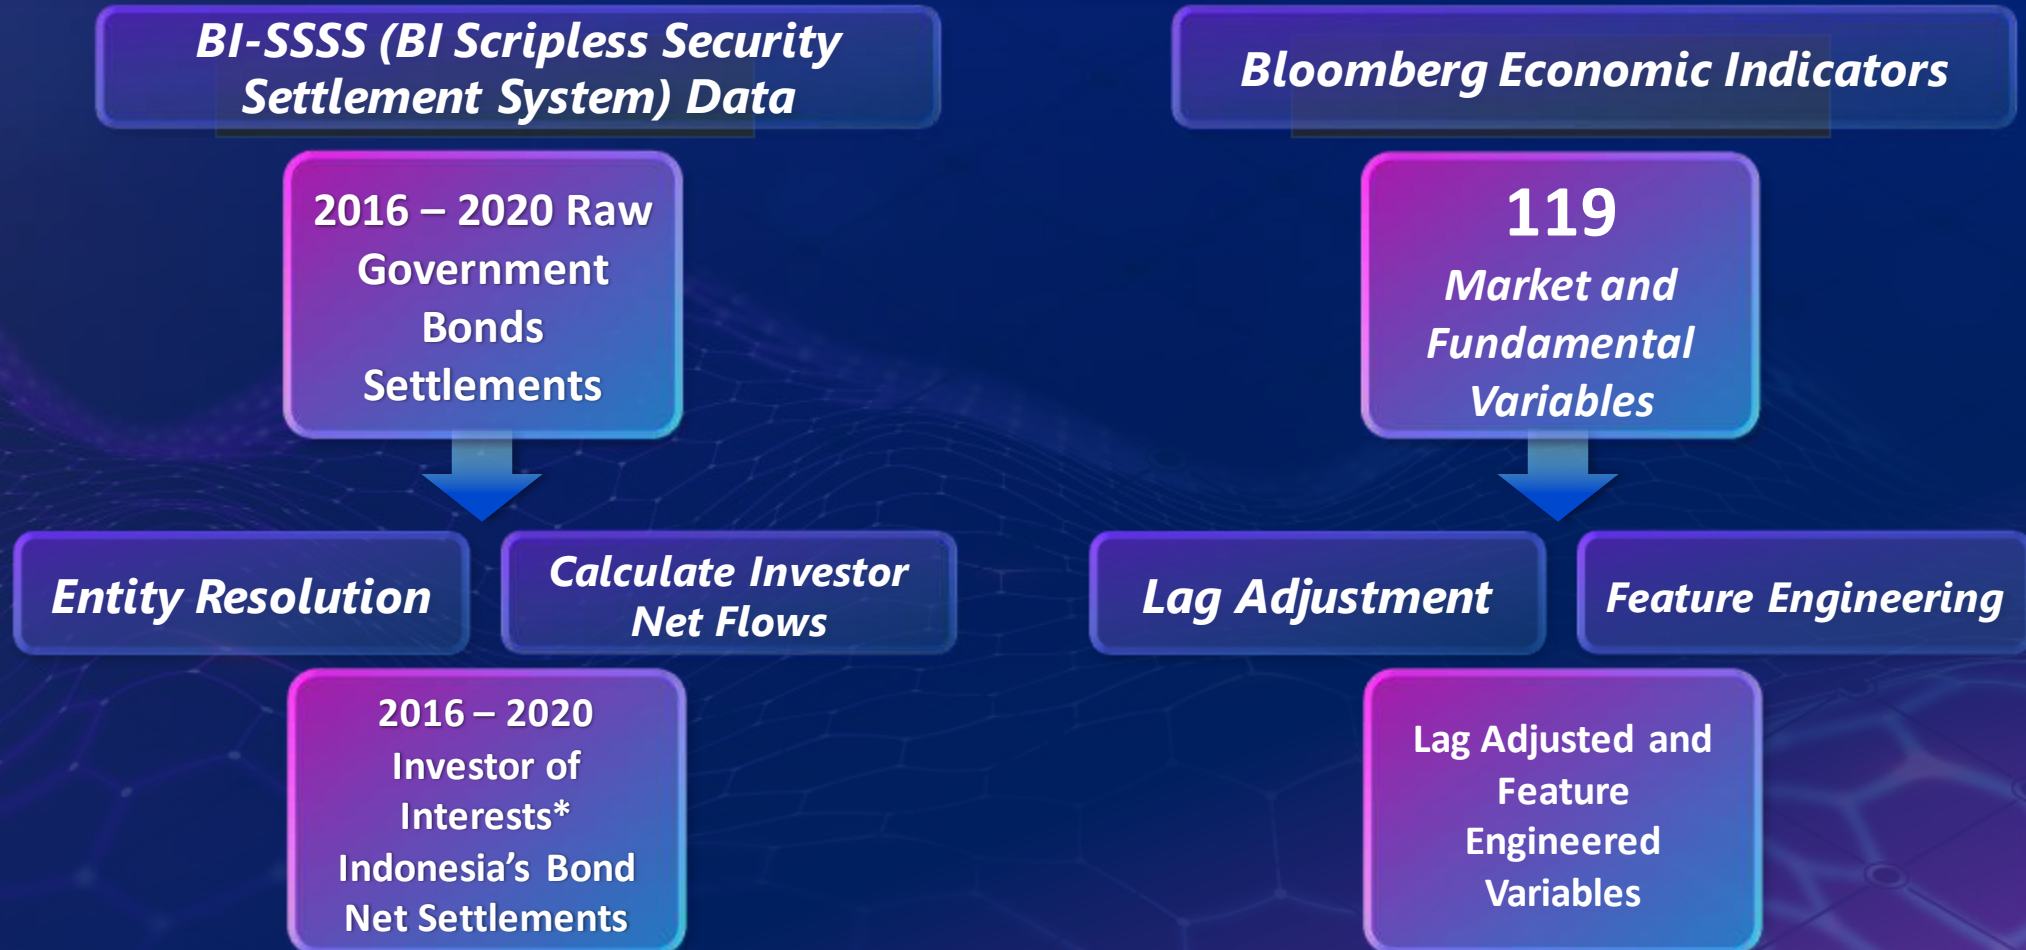 BI-SSSS (BI Scripless Security
Settlement System) Data
2016 – 2020 Raw
Government
Bonds
Settlements
Entity Resolution
Calculate Investor
Net Flows
2016 – 2020
Investor of
Interests*
Indonesia’s Bond
Net Settlements
Bloomberg Economic Indicators
119
Market and
Fundamental
Variables
Lag Adjustment
Feature Engineering
Lag Adjusted and
Feature
Engineered
Variables